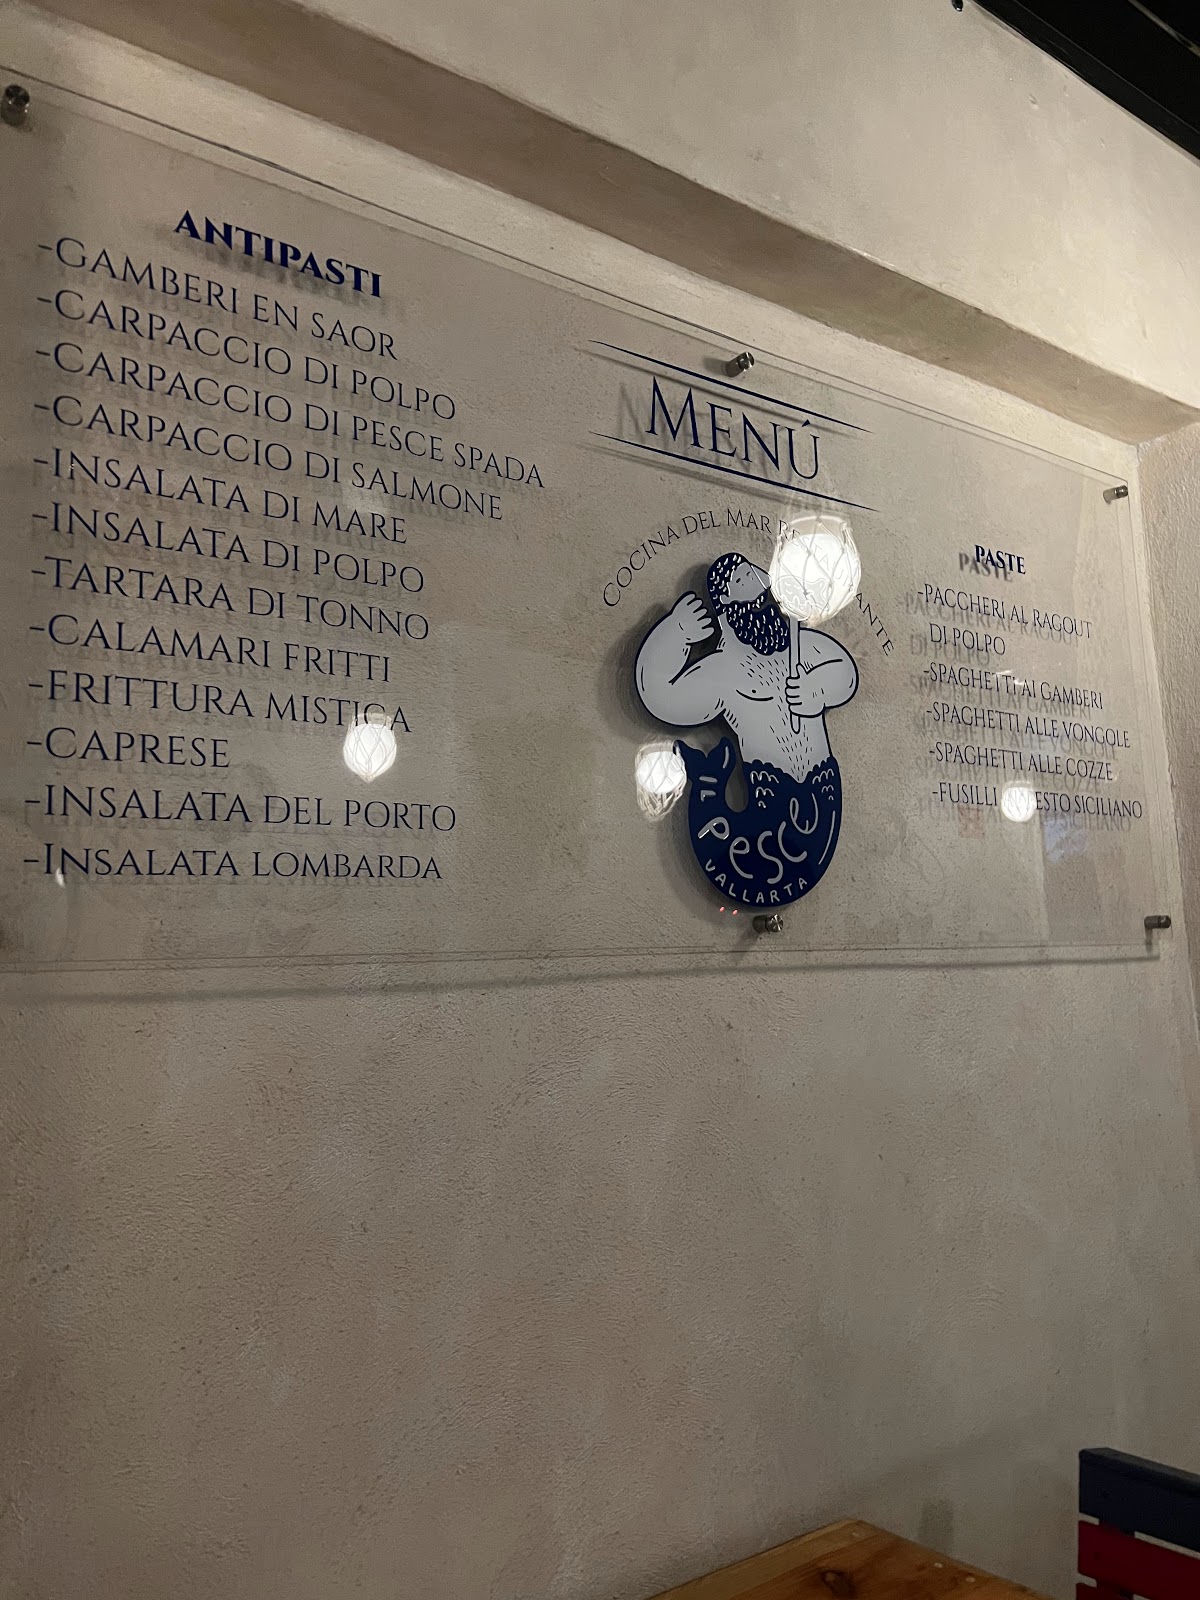 ANTIPASTI
-GAMBERI EN SAOR
-CARPACCIO DI POLPO
-CARPACCIO DI PESCE SPADA
-CARPACCIO DI SALMONE
-INSALATA DI MARE
-INSALATA DI POLPO
-TARTARA DI TONNO
-CALAMARI FRITTI
-FRITTURA MISTICA
-CAPRESE
-INSALATA DEL PORTO
-INSALATA LOMBARDA
MENÚ
COCINA DEL MAR
IL
PESCE
VALLARTA
PASTE
-PACCHERI AL RAGOUT
DI POLPO
-SPAGHETTI AI GAMBERI
-SPAGHETTI ALLE VONGOLE
-SPAGHETTI ALLE COZZE
-FUSILLI SICILIANO